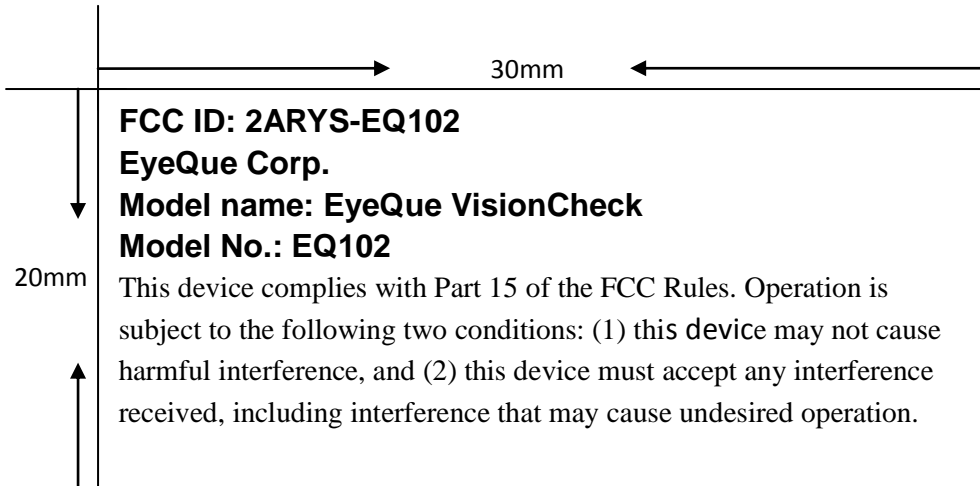 30mm
FCC ID: 2ARYS-EQ102
EyeQue Corp.
Model name: EyeQue VisionCheck
Model No.: EQ102
20mm
This device complies with Part 15 of the FCC Rules. Operation is
subject to the following two conditions: (1) this device may not cause
harmful interference, and (2) this device must accept any interference
received, including interference that may cause undesired operation.